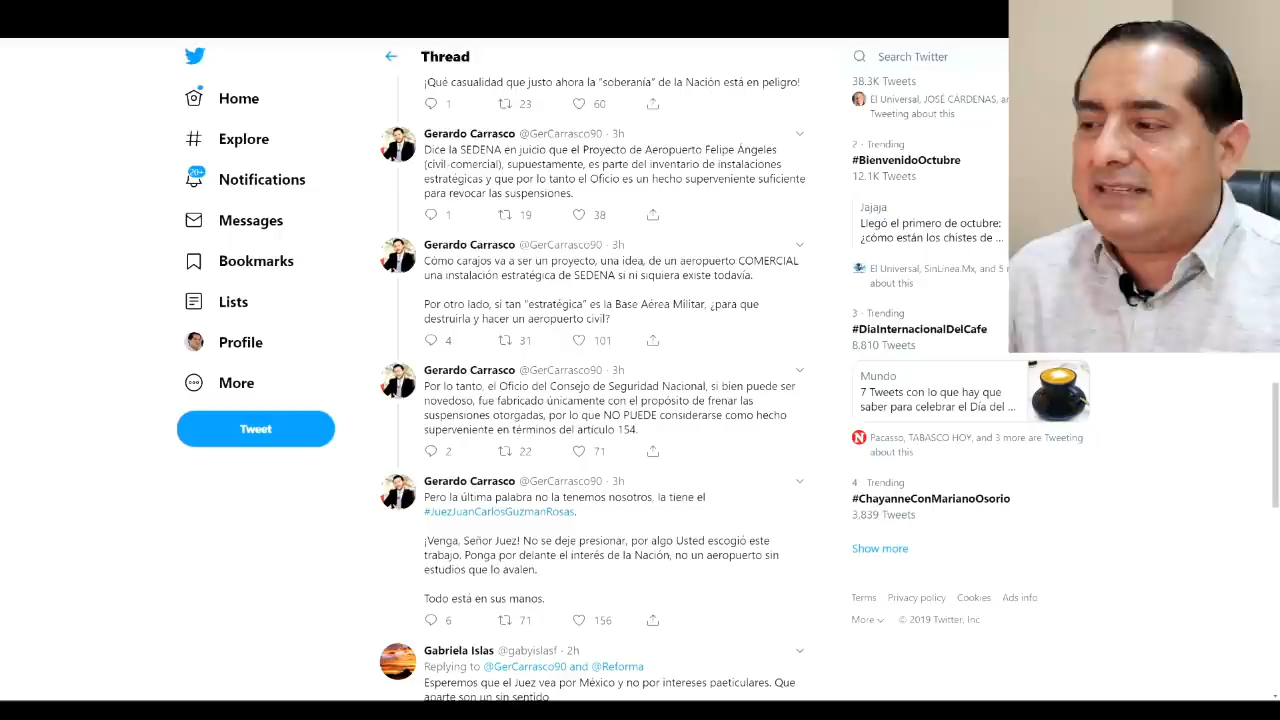 Home
Explore
20+
Notifications
Messages
Bookmarks
Lists
Profile
More
Tweet
Thread
¡Qué casualidad que justo ahora la "soberanía" de la Nación está en peligro!
1 23 60
Gerardo Carrasco @GerCarrasco90 · 3h
Dice la SEDENA en juicio que el Proyecto de Aeropuerto Felipe Ángeles
(civil-comercial), supuestamente, es parte del inventario de instalaciones
estratégicas y que por lo tanto el Oficio es un hecho superveniente suficiente
para revocar las suspensiones.
1 19 38
Gerardo Carrasco @GerCarrasco90 · 3h
Cómo carajos va a ser un proyecto, una idea, de un aeropuerto COMERCIAL
una instalación estratégica de SEDENA si ni siquiera existe todavía.
Por otro lado, si tan "estratégica" es la Base Aérea Militar, ¿para que
destruirla y hacer un aeropuerto civil?
4 31 101
Gerardo Carrasco @GerCarrasco90 · 3h
Por lo tanto, el Oficio del Consejo de Seguridad Nacional, si bien puede ser
novedoso, fue fabricado únicamente con el propósito de frenar las
suspensiones otorgadas, por lo que NO PUEDE considerarse como hecho
superveniente en términos del artículo 154.
2 22 71
Gerardo Carrasco @GerCarrasco90 · 3h
Pero la última palabra no la tenemos nosotros, la tiene el
#JuezJuanCarlosGuzmanRosas.
¡Venga, Señor Juez! No se deje presionar, por algo Usted escogió este
trabajo. Ponga por delante el interés de la Nación, no un aeropuerto sin
estudios que lo avalen.
Todo está en sus manos.
6 71 156
Gabriela Islas @gabyislasf · 2h
Replying to @GerCarrasco90 and @Reforma
Esperemos que el Juez vea por México y no por intereses paeticulares. Que
aparte son un sin sentido
Search Twitter
38.3K Tweets
El Universal, JOSÉ CÁRDENAS,
Tweeting about this
2 · Trending
#BienvenidoOctubre
12.1K Tweets
Jajaja
Llegó el primero de octubre:
¿cómo están los chistes de ...
El Universal, SinLinea.Mx, and 5
about this
3 · Trending
#DiaInternacionalDelCafe
8,810 Tweets
Mundo
7 Tweets con lo que hay que
saber para celebrar el Día del ...
Pacasso, TABASCO HOY, and 3 more are Tweeting
about this
4 · Trending
#ChayanneConMarianoOsorio
3,839 Tweets
Show more
Terms Privacy policy Cookies Ads info
More © 2019 Twitter, Inc